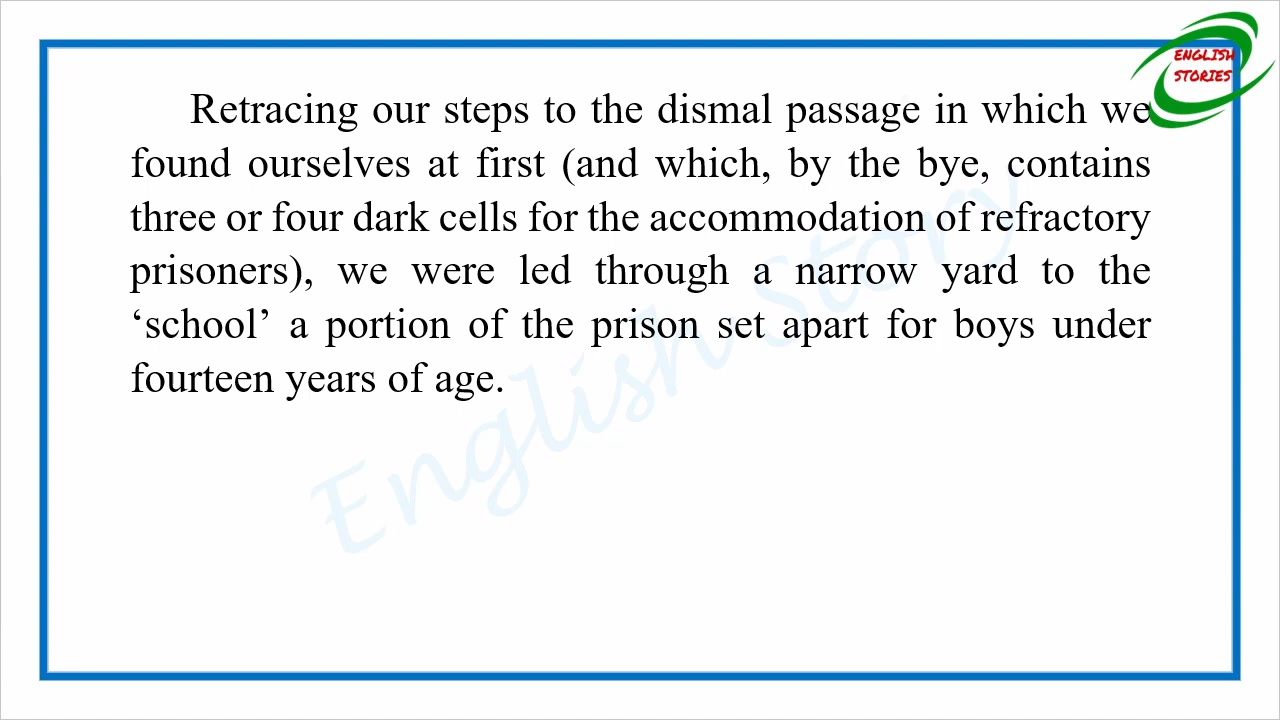 ENGLISH
STORIES
Retracing our steps to the dismal passage in which we
found ourselves at first (and which, by the bye, contains
three or four dark cells for the accommodation of refractory
prisoners), we were led through a narrow yard to the
‘school’ a portion of the prison set apart for boys under
fourteen years of age.
English Story